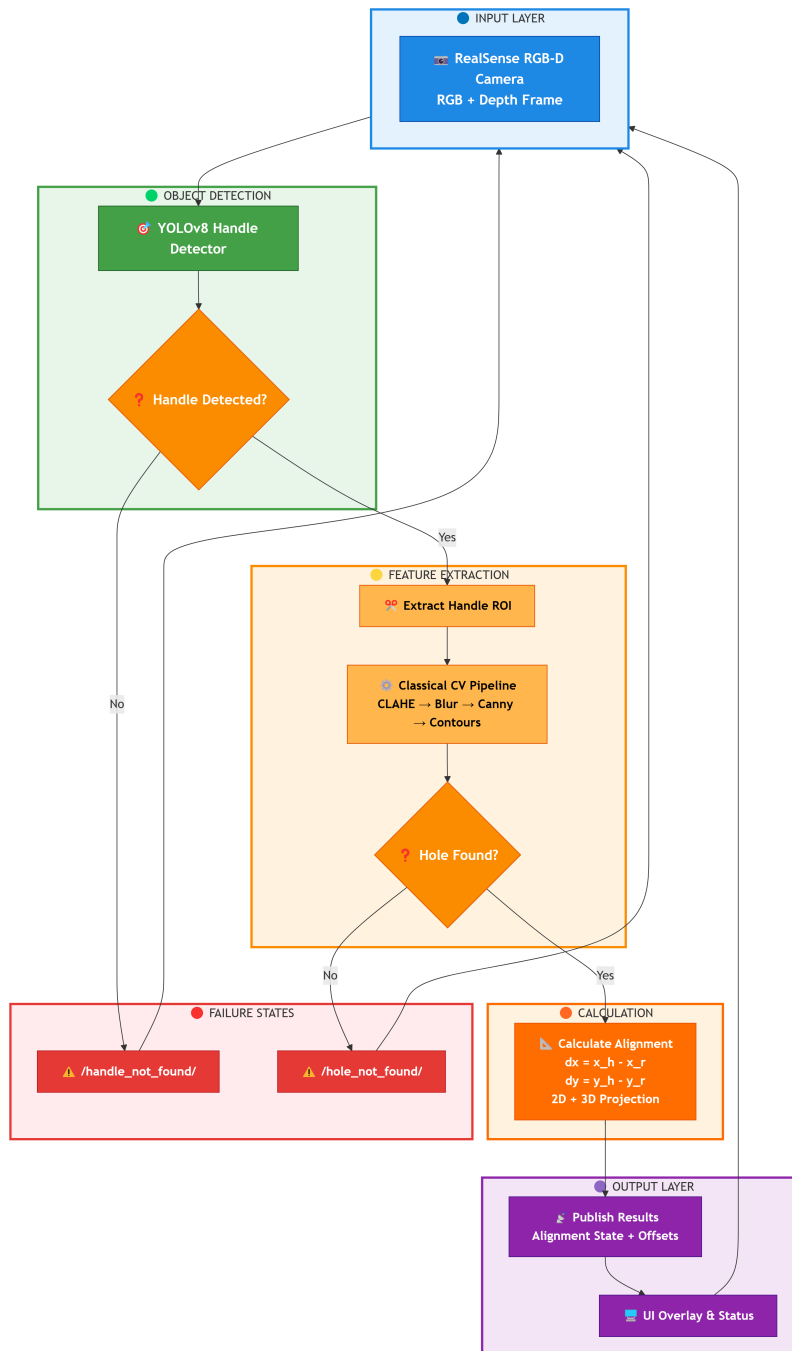 INPUT LAYER
RealSense RGB-D
Camera
RGB + Depth Frame
OBJECT DETECTION
YOLOv8 Handle
Detector
❓ Handle Detected?
Yes
FEATURE EXTRACTION
Extract Handle ROI
Classical CV Pipeline
CLAHE → Blur → Canny
→ Contours
No
❓ Hole Found?
No
Yes
FAILURE STATES
/handle_not_found/
/hole_not_found/
CALCULATION
Calculate Alignment
dx = x_h - x_r
dy = y_h - y_r
2D + 3D Projection
OUTPUT LAYER
Publish Results
Alignment State + Offsets
UI Overlay & Status